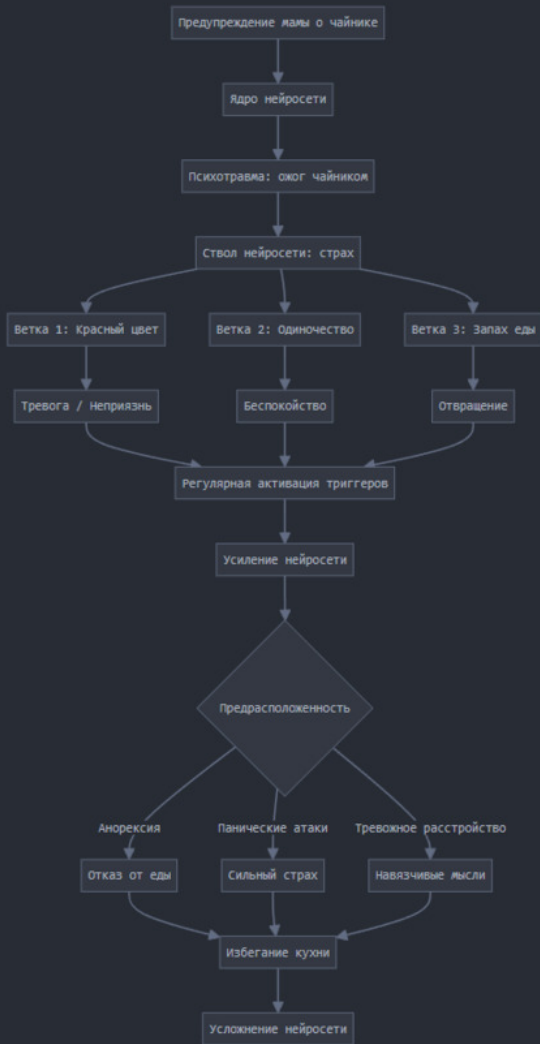 Предупреждение мамы о чайнике
Ядро нейросети
Психотравма: ожог чайником
Ствол нейросети: страх
Ветка 1: Красный цвет
Ветка 2: Одиночество
Ветка 3: Запах еды
Тревога / Неприязнь
Беспокойство
Отвращение
Регулярная активация триггеров
Усиление нейросети
Предрасположенность
Анорексия
Панические атаки
Тревожное расстройство
Отказ от еды
Сильный страх
Навязчивые мысли
Избегание кухни
Усложнение нейросети